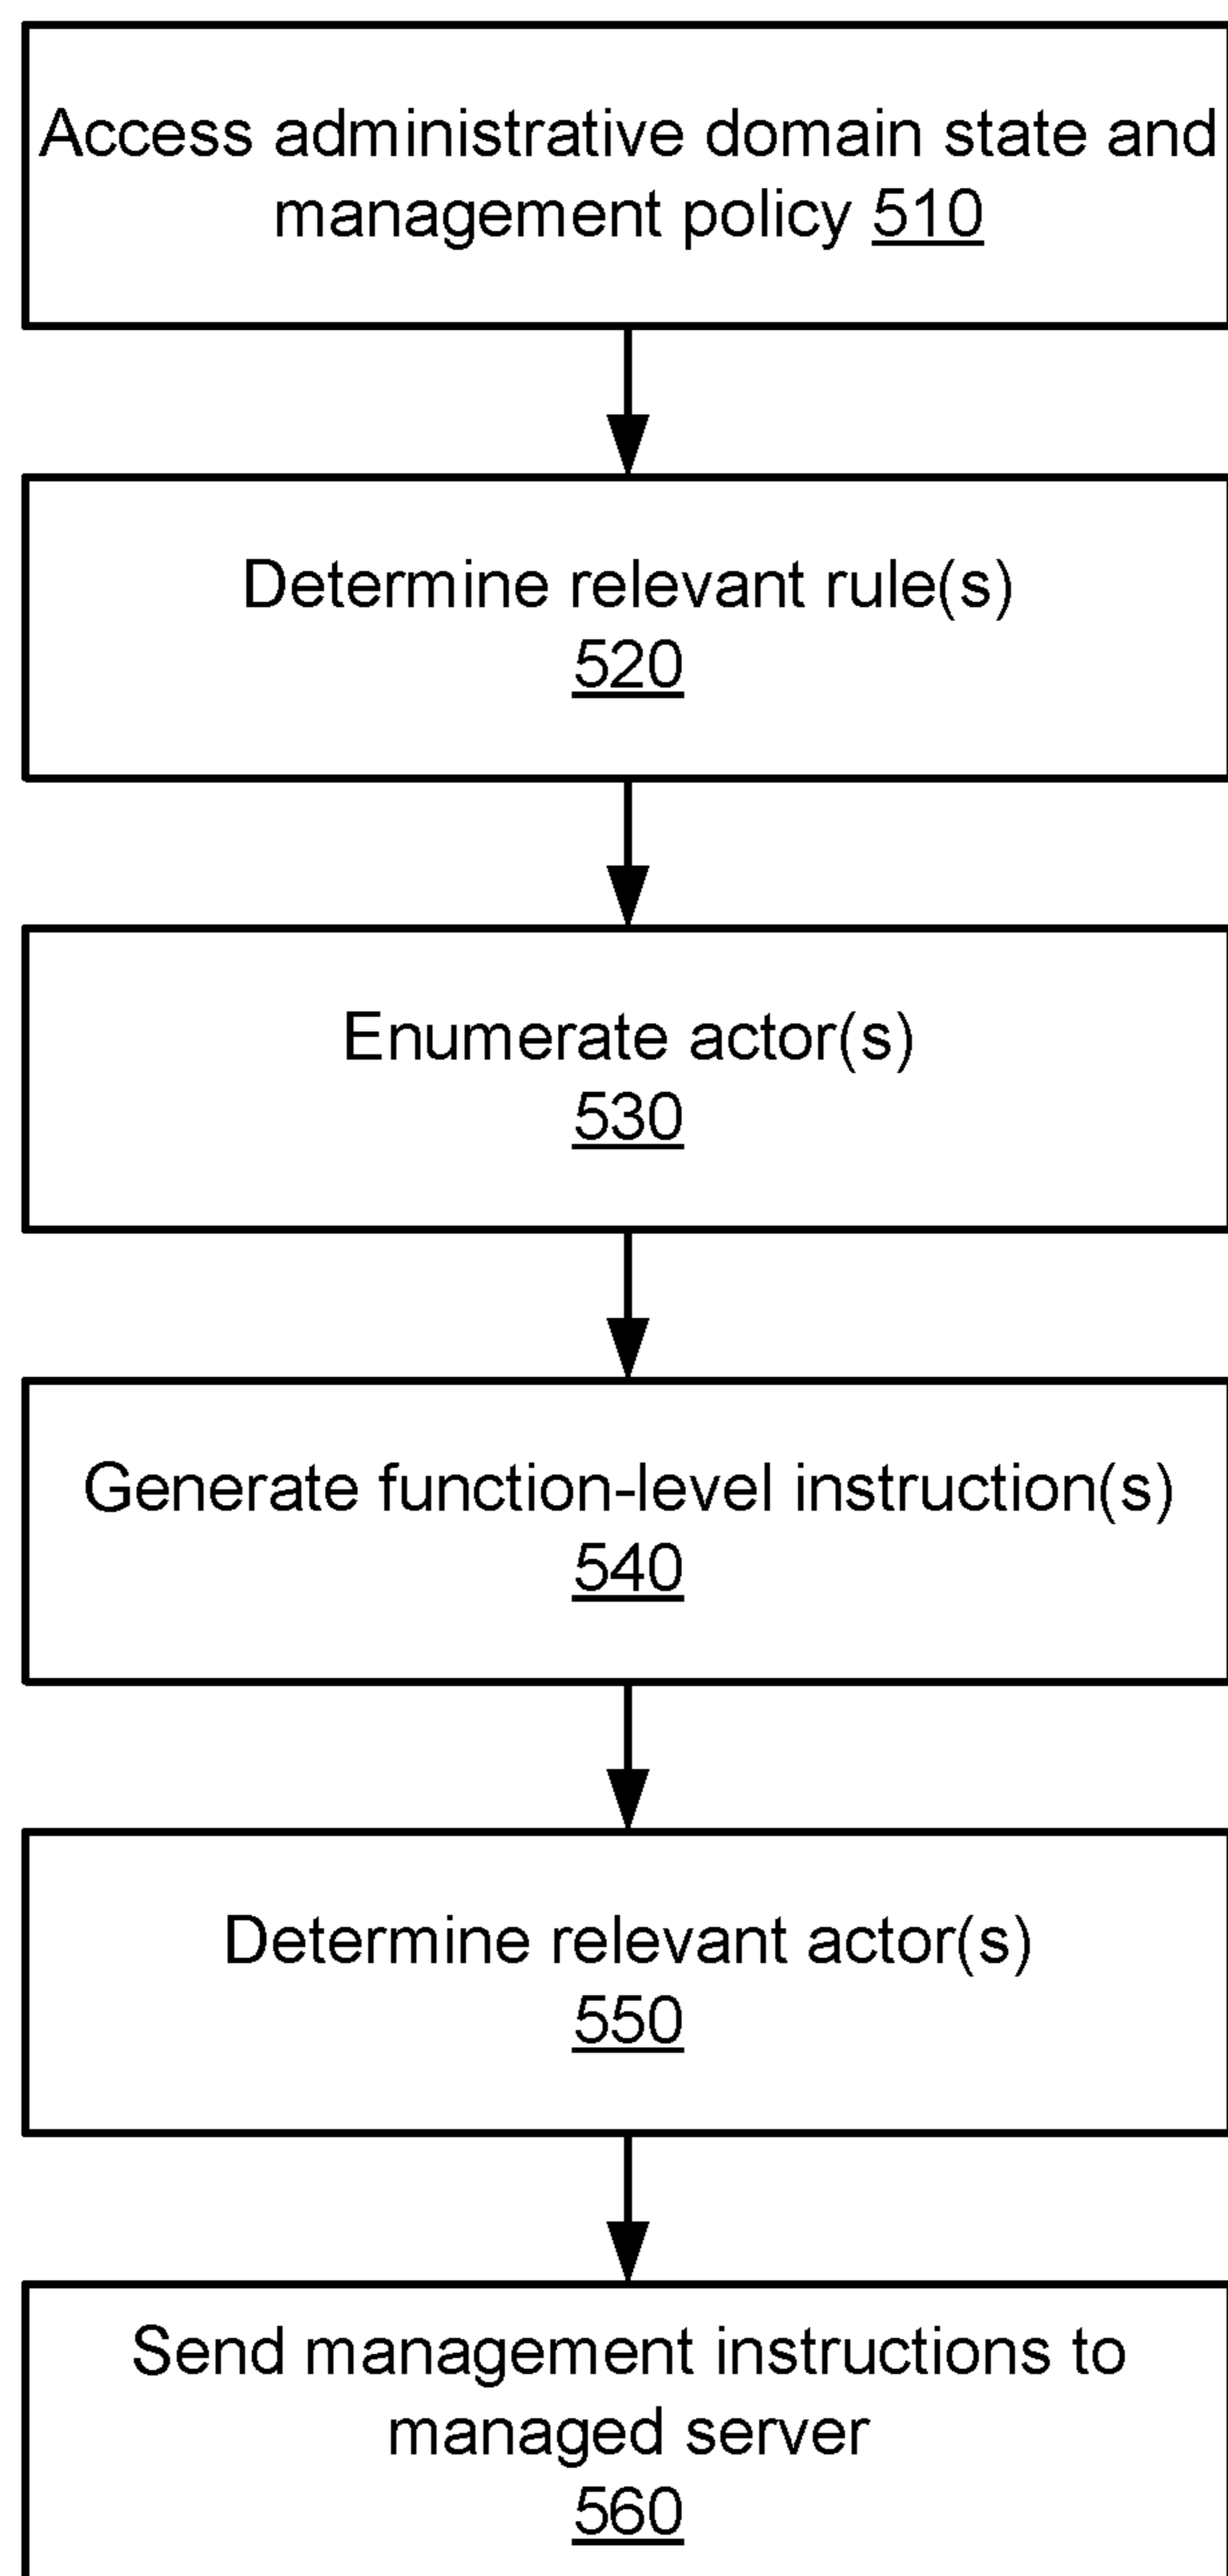 Access administrative domain state and
management policy 510
Determine relevant rule(s)
520
Enumerate actor(s)
530
Generate function-level instruction(s)
540
Determine relevant actor(s)
550
Send management instructions to
managed server
560